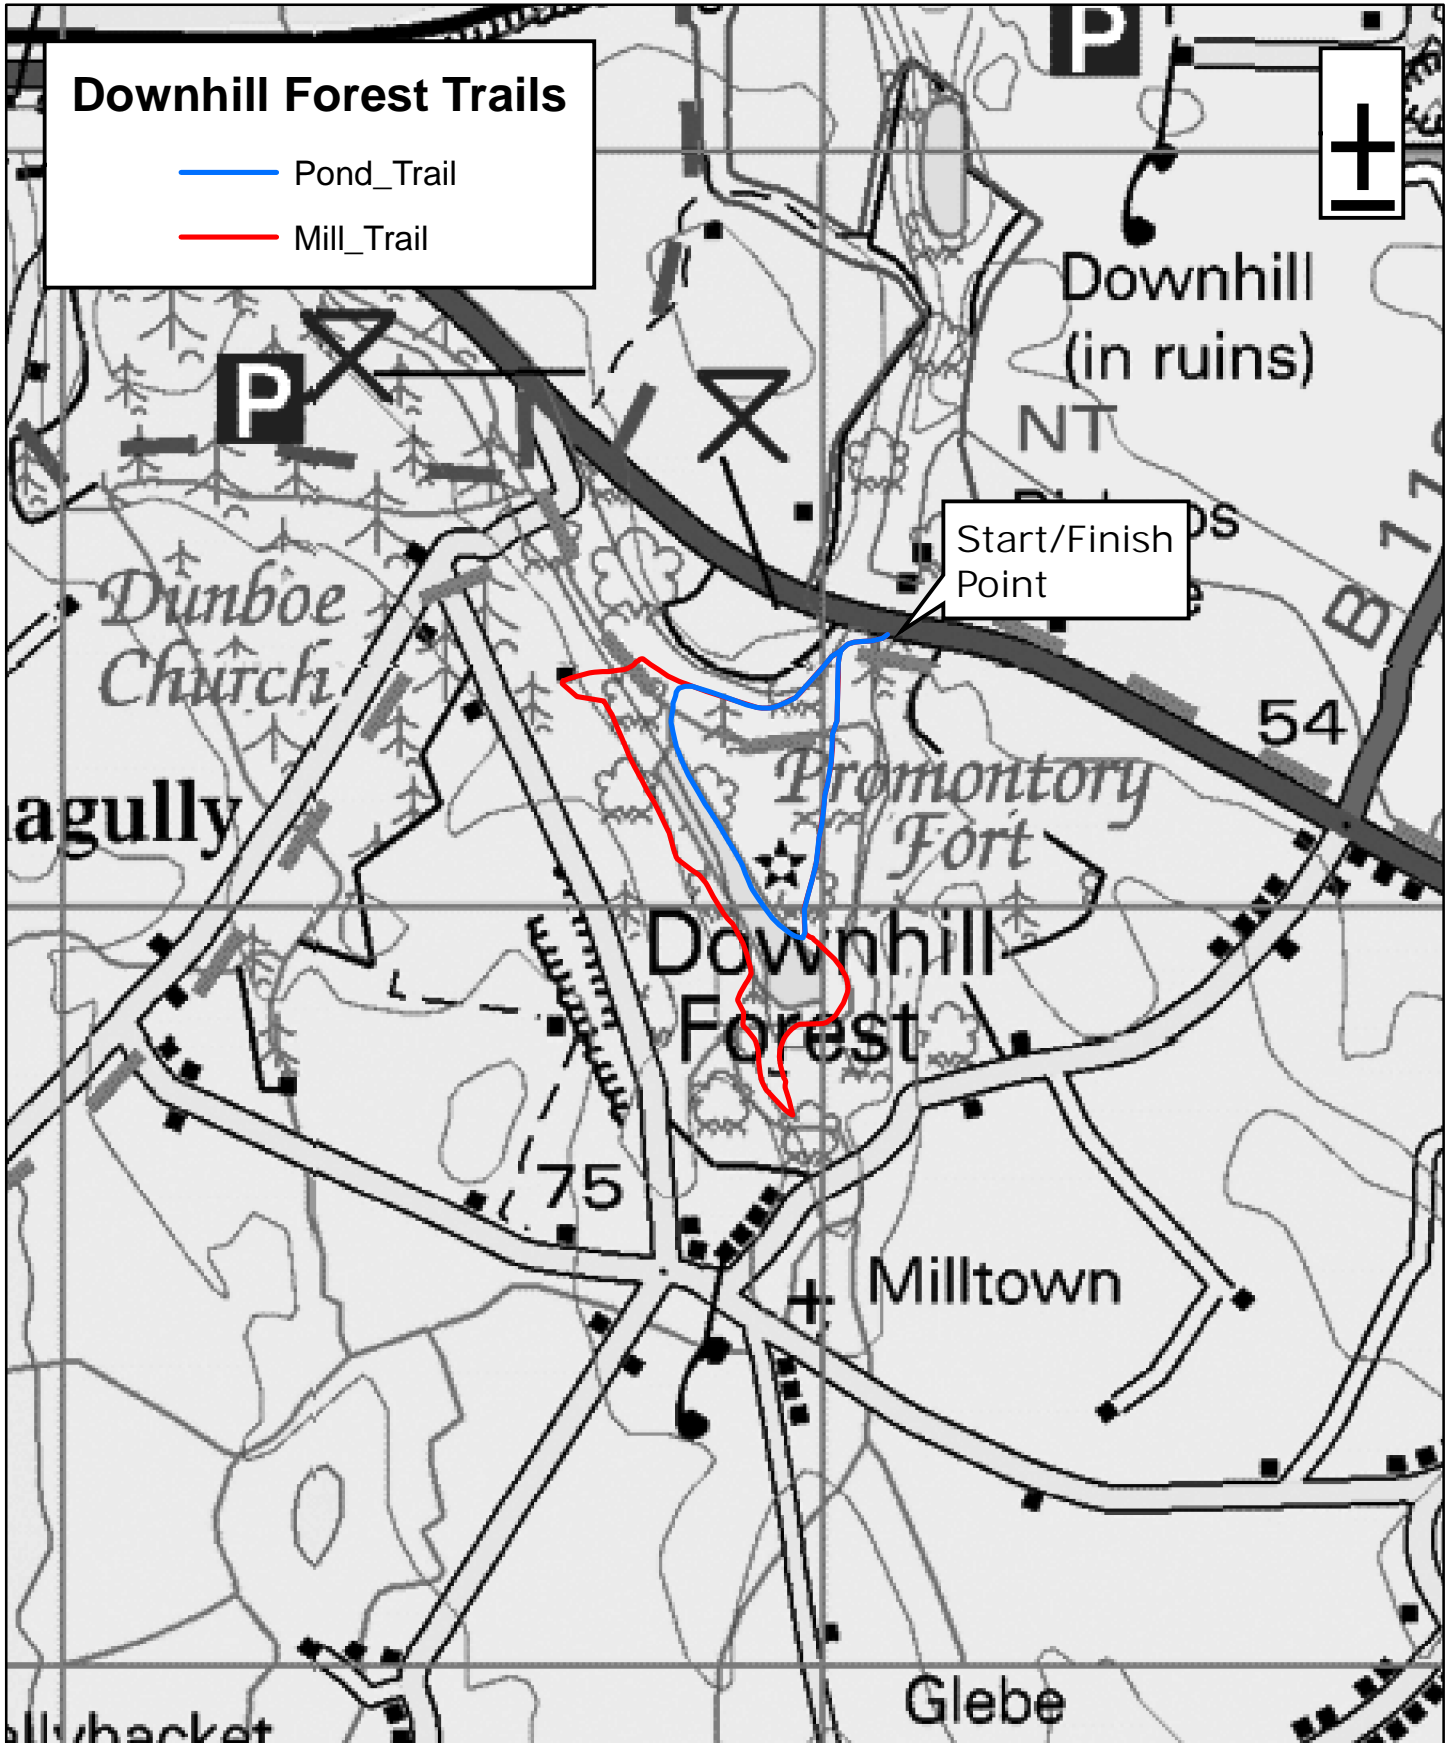 Downhill Forest Trails
Pond_Trail
Mill_Trail
P
Downhill
(in ruins)
NT
P
Start/Finish
Point
B
Dunboe
Church
54
Promontory
Fort
agully
Downhill
Forest
75
Milltown
Glebe